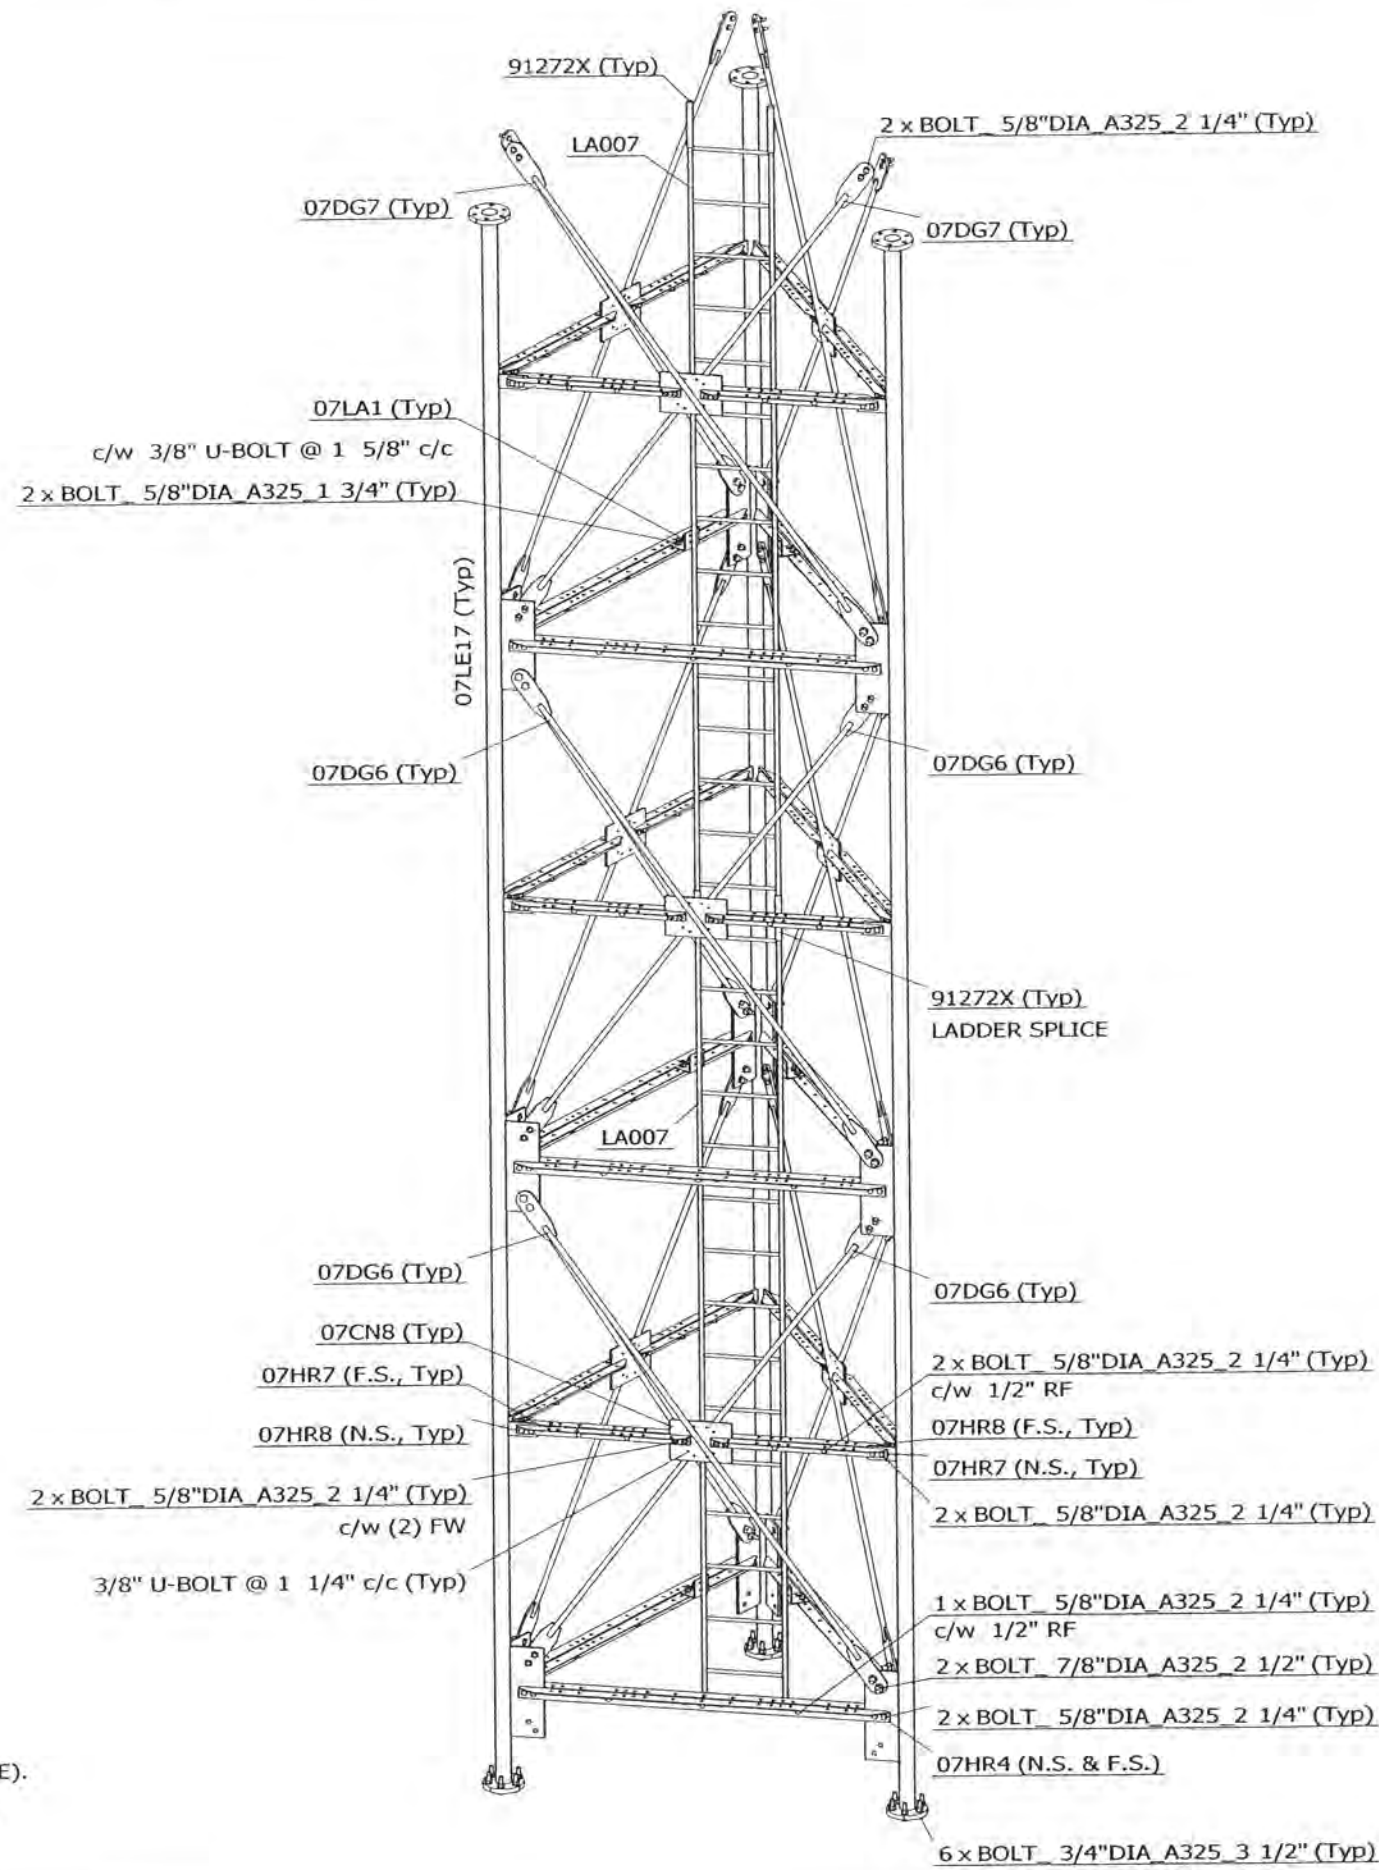 91272X (Typ)
2 x BOLT_ 5/8"DIA_A325_2 1/4" (Typ)
LA007
07DG7 (Typ)
07DG7 (Typ)
07LA1 (Typ)
c/w 3/8" U-BOLT @ 1 5/8" c/c
2 x BOLT_ 5/8"DIA_A325_1 3/4" (Typ)
07LE17 (Typ)
07DG6 (Typ)
07DG6 (Typ)
91272X (Typ)
LADDER SPLICE
LA007
07DG6 (Typ)
07DG6 (Typ)
07CN8 (Typ)
07HR7 (F.S., Typ)
07HR8 (N.S., Typ)
2 x BOLT_ 5/8"DIA_A325_2 1/4" (Typ)
c/w (2) FW
3/8" U-BOLT @ 1 1/4" c/c (Typ)
2 x BOLT_ 5/8"DIA_A325_2 1/4" (Typ)
c/w 1/2" RF
07HR8 (F.S., Typ)
07HR7 (N.S., Typ)
2 x BOLT_ 5/8"DIA_A325_2 1/4" (Typ)
1 x BOLT_ 5/8"DIA_A325_2 1/4" (Typ)
c/w 1/2" RF
2 x BOLT_ 7/8"DIA_A325_2 1/2" (Typ)
2 x BOLT_ 5/8"DIA_A325_2 1/4" (Typ)
07HR4 (N.S. & F.S.)
E).
6 x BOLT_ 3/4"DIA_A325_3 1/2" (Typ)